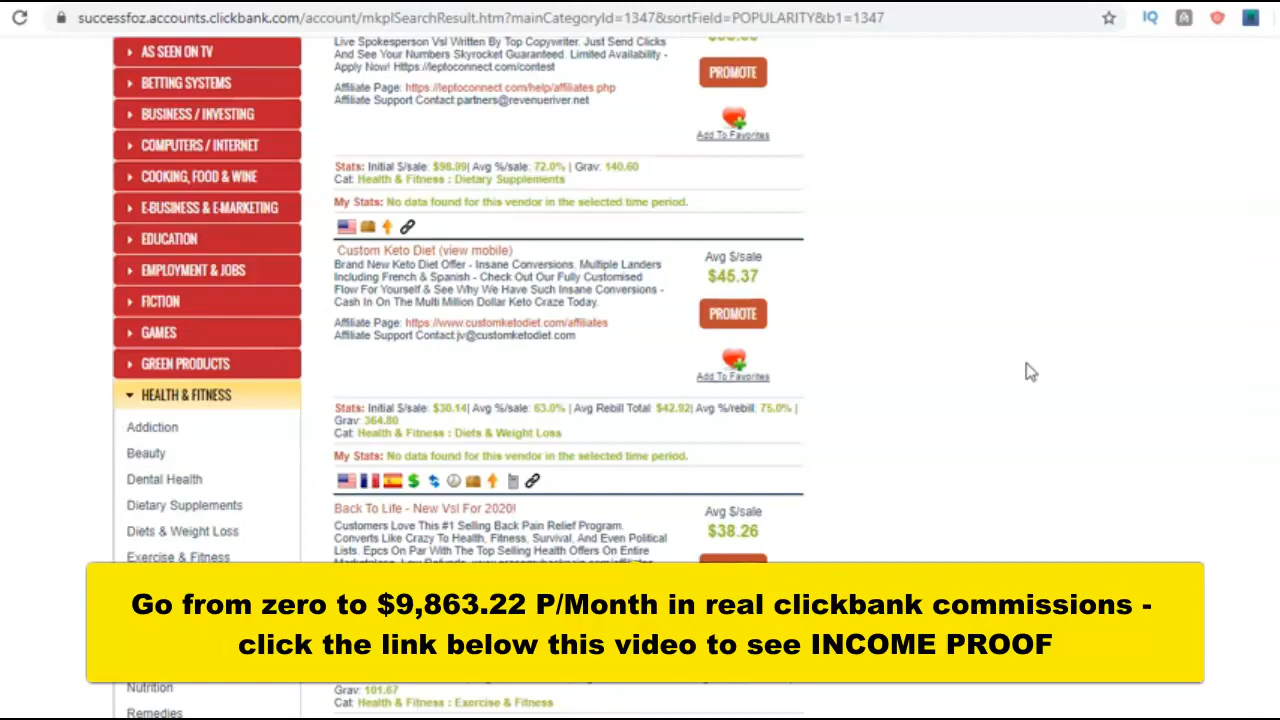 successfoz.accounts.clickbank.com/account/mkplSearchResult.htm?mainCategoryId=1347&sortField=POPULARITY&b1=1347
IQ
AS SEEN ON TV
BETTING SYSTEMS
BUSINESS / INVESTING
COMPUTERS / INTERNET
COOKING, FOOD & WINE
E-BUSINESS & E-MARKETING
EDUCATION
EMPLOYMENT & JOBS
FICTION
GAMES
GREEN PRODUCTS
HEALTH & FITNESS
Addiction
Beauty
Dental Health
Dietary Supplements
Diets & Weight Loss
Exercise & Fitness
Nutrition
Remedies
Live Spokesperson Vsl Written By Top Copywriter. Just Send Clicks
And See Your Numbers Skyrocket Guaranteed. Limited Availability -
Apply Now! Https://leptoconnect.com/contest
Affiliate Page: https://leptoconnect.com/help/affiliates.php
Affiliate Support Contact partners@revenueriver.net
PROMOTE
Add To Favorites
Stats: Initial $/sale: $98.99| Avg %/sale: 72.0% | Grav: 140.60
Cat: Health & Fitness : Dietary Supplements
My Stats: No data found for this vendor in the selected time period.
Custom Keto Diet (view mobile)
Brand New Keto Diet Offer - Insane Conversions, Multiple Landers
Including French & Spanish - Check Out Our Fully Customised
Flow For Yourself & See Why We Have Such Insane Conversions -
Cash In On The Multi Million Dollar Keto Craze Today.
Affiliate Page: https://www.customketodiet.com/affiliates
Affiliate Support Contact jv@customketodiet.com
Avg $/sale
$45.37
PROMOTE
Add To Favorites
Stats: Initial $/sale: $30.14| Avg %/sale: 63.0% | Avg Rebill Total: $42.92| Avg %/rebill: 75.0% |
Grav: 364.80
Cat: Health & Fitness : Diets & Weight Loss
My Stats: No data found for this vendor in the selected time period.
Back To Life - New Vsl For 2020!
Customers Love This #1 Selling Back Pain Relief Program.
Converts Like Crazy To Health, Fitness, Survival, And Even Political
Lists. Epcs On Par With The Top Selling Health Offers On Entire
Avg $/sale
$38.26
Go from zero to $9,863.22 P/Month in real clickbank commissions -
click the link below this video to see INCOME PROOF
Grav: 101.67
Cat: Health & Fitness : Exercise & Fitness